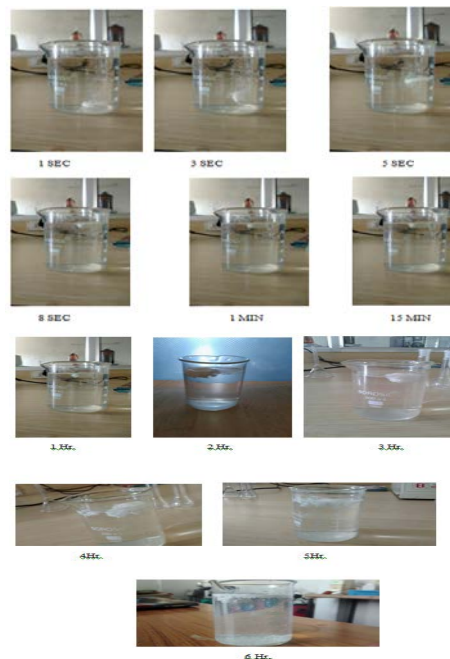 1 SEC 3 SEC 5 SEC
8 SEC 1 MIN 15 MIN
1 Hr. 2 Hr. 3 Hr.
4Hr. 5Hr.
6 Hr.